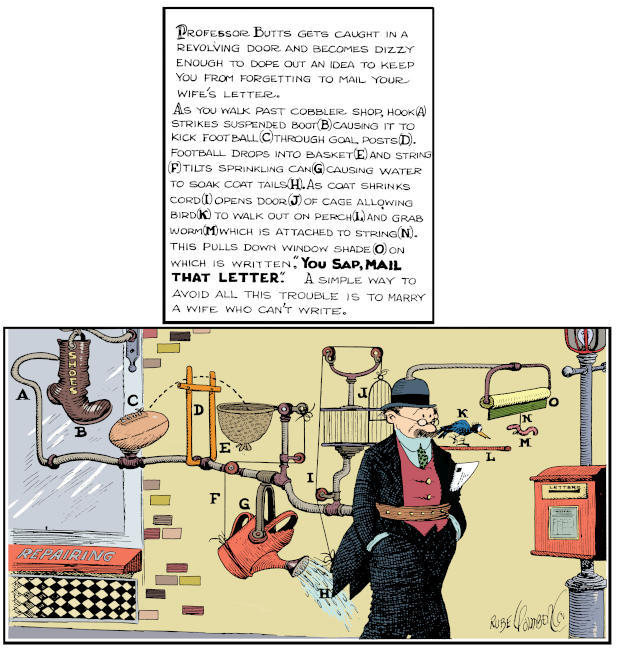 PROFESSOR BUTTS GETS CAUGHT IN A
REVOLVING DOOR AND BECOMES DIZZY
ENOUGH TO DOPE OUT AN IDEA TO KEEP
YOU FROM FORGETTING TO MAIL YOUR
WIFE'S LETTER.
AS YOU WALK PAST COBBLER SHOP, HOOK (A)
STRIKES SUSPENDED BOOT (B) CAUSING IT TO
KICK FOOTBALL (C) THROUGH GOAL POSTS (D).
FOOTBALL DROPS INTO BASKET (E) AND STRING
(F) TILTS SPRINKLING CAN (G) CAUSING WATER
TO SOAK COAT TAILS (H). AS COAT SHRINKS
CORD (I) OPENS DOOR (J) OF CAGE ALLOWING
BIRD (K) TO WALK OUT ON PERCH (L) AND GRAB
WORM (M) WHICH IS ATTACHED TO STRING (N).
THIS PULLS DOWN WINDOW SHADE (O) ON
WHICH IS WRITTEN, "YOU SAP, MAIL
THAT LETTER." A SIMPLE WAY TO
AVOID ALL THIS TROUBLE IS TO MARRY
A WIFE WHO CAN'T WRITE.
SHOES
A
B
C
D
E
F
G
H
I
J
K
L
M
N
O
LETTERS
REPAIRING
RUBE GOLDBERG